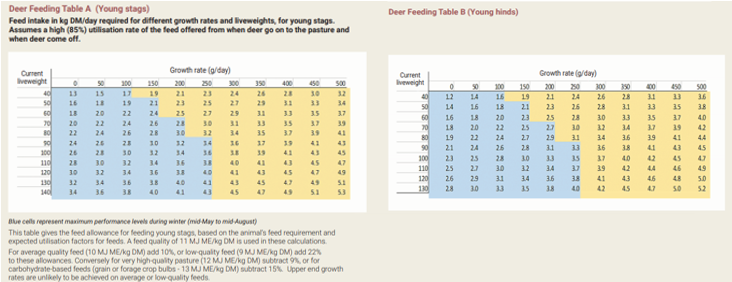 Deer Feeding Table A (Young stags)
Feed intake in kg DM/day required for different growth rates and liveweights, for young stags.
Assumes a high (85%) utilisation rate of the feed offered from when deer go on to the pasture and
when deer come off.
Current liveweight
Growth rate (g/day)
0 50 100 150 200 250 300 350 400 450 500
40 1.3 1.5 1.7 1.9 2.1 2.3 2.4 2.6 2.8 3.0 3.2
50 1.6 1.8 1.9 2.1 2.3 2.5 2.7 2.9 3.1 3.3 3.4
60 1.8 2.0 2.2 2.4 2.5 2.7 2.9 3.1 3.3 3.5 3.7
70 2.0 2.2 2.4 2.6 2.8 3.0 3.1 3.3 3.5 3.7 3.9
80 2.2 2.4 2.6 2.8 3.0 3.2 3.4 3.5 3.7 3.9 4.1
90 2.4 2.6 2.8 3.0 3.2 3.4 3.6 3.7 3.9 4.1 4.3
100 2.6 2.8 3.0 3.2 3.4 3.6 3.8 3.9 4.1 4.3 4.5
110 2.8 3.0 3.2 3.4 3.6 3.8 4.0 4.1 4.3 4.5 4.7
120 3.0 3.2 3.4 3.6 3.8 4.0 4.1 4.3 4.5 4.7 4.9
130 3.2 3.4 3.6 3.8 4.0 4.1 4.3 4.5 4.7 4.9 5.1
140 3.4 3.6 3.8 4.0 4.1 4.3 4.5 4.7 4.9 5.1 5.3
Blue cells represent maximum performance levels during winter (mid-May to mid-August)
This table gives the feed allowance for feeding young stags, based on the animal's feed requirement and
expected utilisation factors for feeds. A feed quality of 11 MJ ME/kg DM is used in these calculations.
For average quality feed (10 MJ ME/kg DM) add 10%, or low-quality feed (9 MJ ME/kg DM) add 22%
to these allowances. Conversely for very high-quality pasture (12 MJ ME/kg DM) subtract 9%, or for
carbohydrate-based feeds (grain or forage crop bulbs - 13 MJ ME/kg DM) subtract 15%. Upper end growth
rates are unlikely to be achieved on average or low-quality feeds.
Deer Feeding Table B (Young hinds)
Current liveweight
Growth rate (g/day)
0 50 100 150 200 250 300 350 400 450 500
40 1.2 1.4 1.6 1.9 2.1 2.4 2.6 2.8 3.1 3.3 3.6
50 1.4 1.6 1.8 2.1 2.3 2.6 2.8 3.1 3.3 3.5 3.8
60 1.6 1.8 2.0 2.3 2.5 2.8 3.0 3.3 3.5 3.7 4.0
70 1.8 2.0 2.2 2.5 2.7 3.0 3.2 3.4 3.7 3.9 4.2
80 1.9 2.2 2.4 2.7 2.9 3.1 3.4 3.6 3.9 4.1 4.4
90 2.1 2.4 2.6 2.8 3.1 3.3 3.6 3.8 4.1 4.3 4.5
100 2.3 2.5 2.8 3.0 3.3 3.5 3.7 4.0 4.2 4.5 4.7
110 2.5 2.7 3.0 3.2 3.4 3.7 3.9 4.2 4.4 4.6 4.9
120 2.6 2.9 3.1 3.4 3.6 3.8 4.1 4.3 4.6 4.8 5.0
130 2.8 3.0 3.3 3.5 3.8 4.0 4.2 4.5 4.7 5.0 5.2